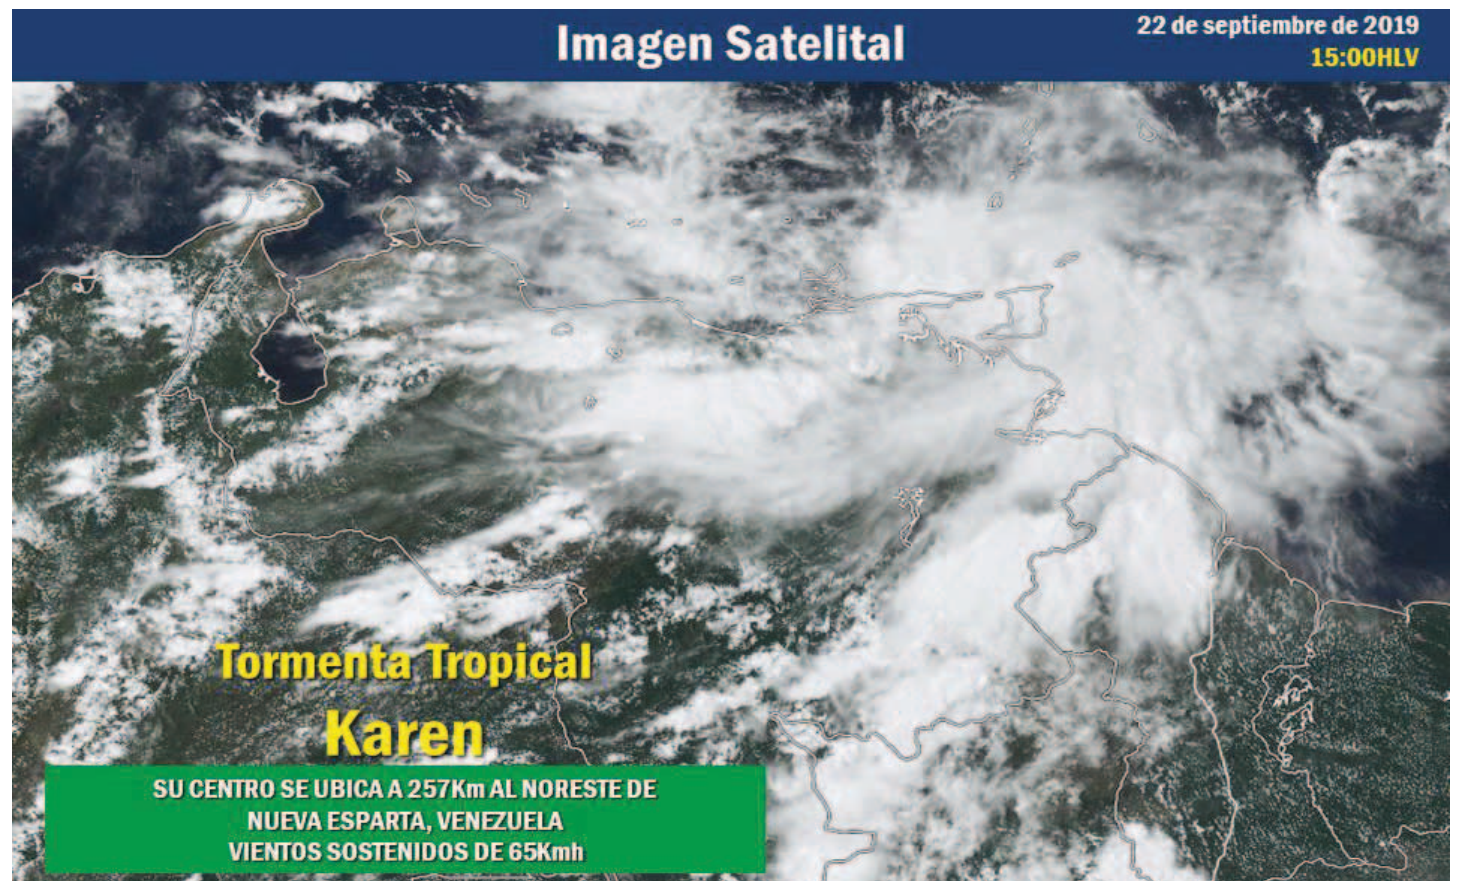 Imagen Satelital
22 de septiembre de 2019
15:00HLV
Tormenta Tropical
Karen
SU CENTRO SE UBICA A 257Km AL NORESTE DE
NUEVA ESPARTA, VENEZUELA
VIENTOS SOSTENIDOS DE 65Kmh